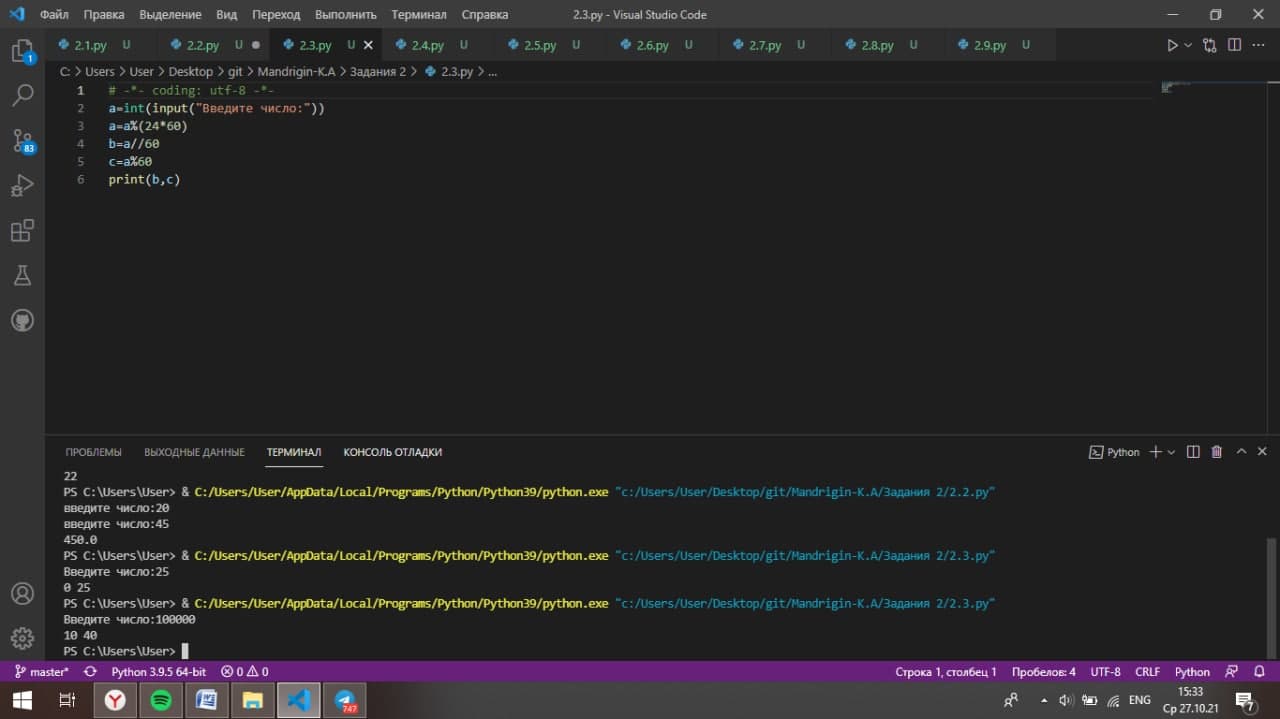 Файл Правка Выделение Вид Переход Выполнить Терминал Справка 2.3.py - Visual Studio Code
2.1.py U 2.2.py U 2.3.py U 2.4.py U 2.5.py U 2.6.py U 2.7.py U 2.8.py U 2.9.py U
1
C: > Users > User > Desktop > git > Mandrigin-K.A > Задания 2 > 2.3.py > ...
1 # -*- coding: utf-8 -*-
2 a=int(input("Введите число:"))
3 a=a%(24*60)
4 b=a//60
5 c=a%60
6 print(b,c)
83
ПРОБЛЕМЫ ВЫХОДНЫЕ ДАННЫЕ ТЕРМИНАЛ КОНСОЛЬ ОТЛАДКИ Python
22
PS C:\Users\User> & C:/Users/User/AppData/Local/Programs/Python/Python39/python.exe "c:/Users/User/Desktop/git/Mandrigin-K.A/Задания 2/2.2.py"
введите число:20
введите число:45
450.0
PS C:\Users\User> & C:/Users/User/AppData/Local/Programs/Python/Python39/python.exe "c:/Users/User/Desktop/git/Mandrigin-K.A/Задания 2/2.3.py"
Введите число:25
0 25
PS C:\Users\User> & C:/Users/User/AppData/Local/Programs/Python/Python39/python.exe "c:/Users/User/Desktop/git/Mandrigin-K.A/Задания 2/2.3.py"
Введите число:100000
10 40
PS C:\Users\User>
master* Python 3.9.5 64-bit 0 0 Строка 1, столбец 1 Пробелов: 4 UTF-8 CRLF Python
747
ENG
15:33
Ср 27.10.21
7